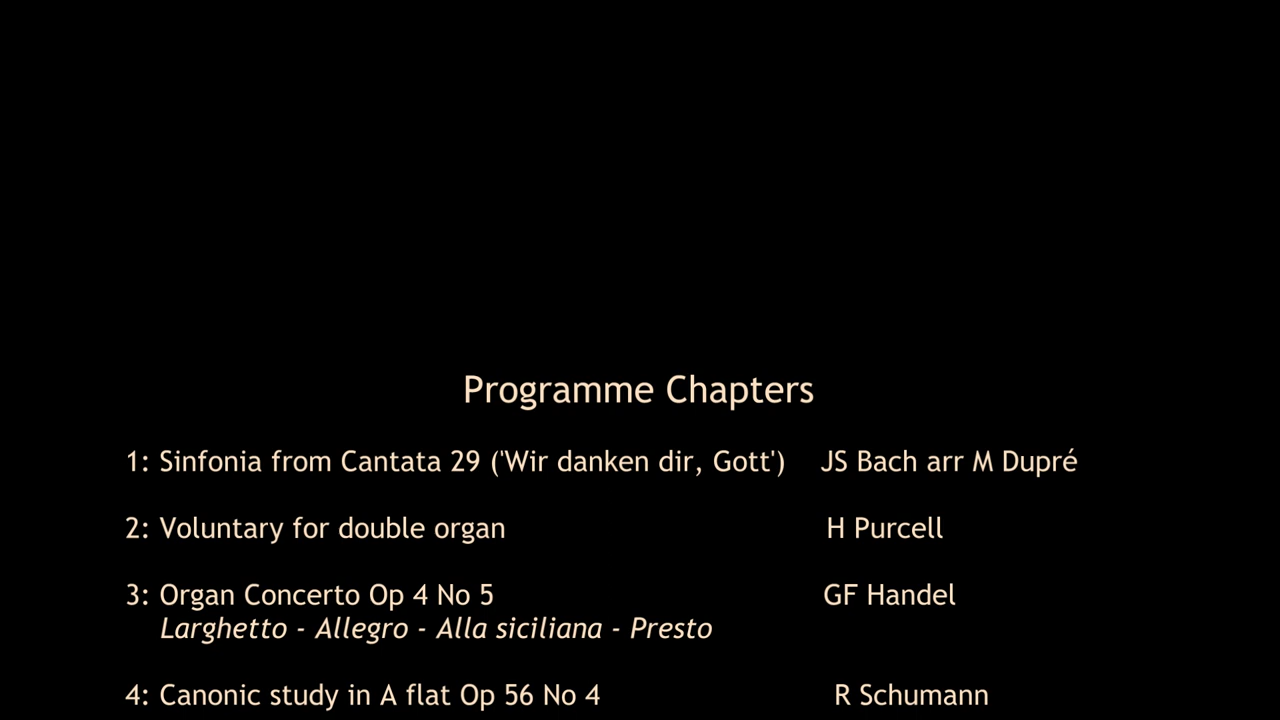 Programme Chapters
1: Sinfonia from Cantata 29 ('Wir danken dir, Gott') JS Bach arr M Dupré
2: Voluntary for double organ H Purcell
3: Organ Concerto Op 4 No 5 GF Handel
Larghetto - Allegro - Alla siciliana - Presto
4: Canonic study in A flat Op 56 No 4 R Schumann